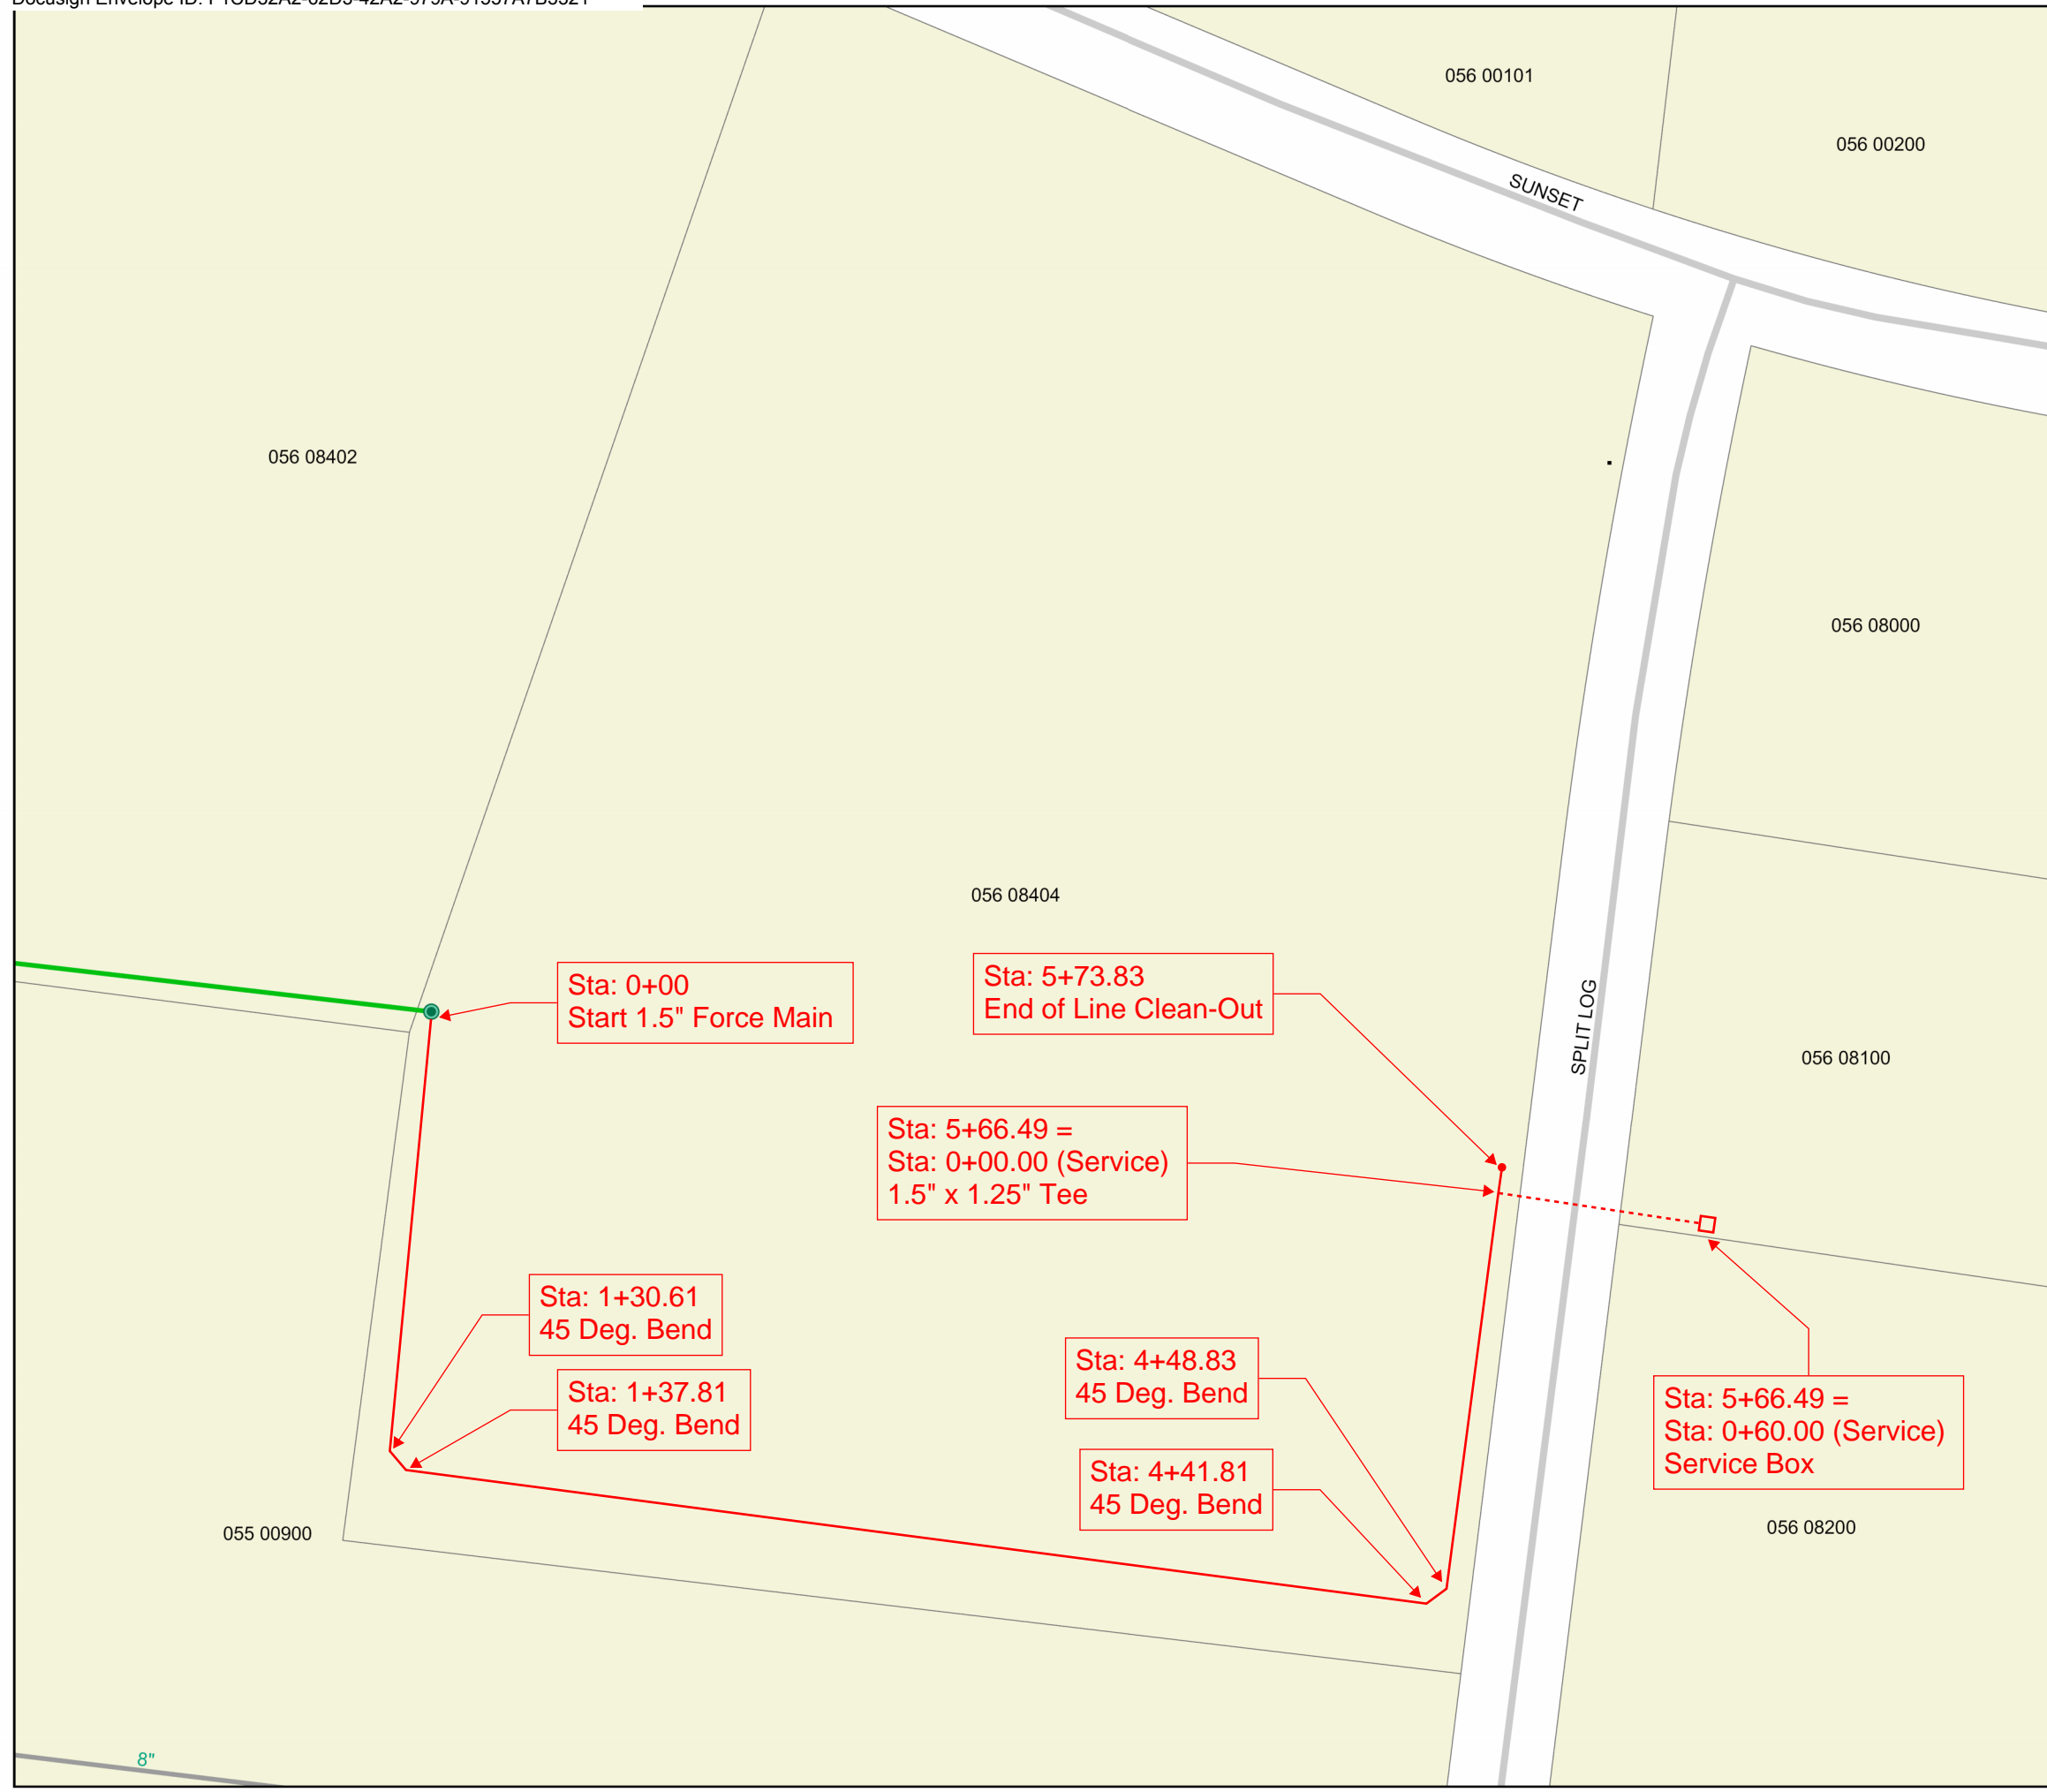 Docusign Envelope ID:
056 00101
056 00200
SUNSET
056 08402
056 08000
056 08404
Sta: 0+00
Start 1.5" Force Main
Sta: 5+73.83
End of Line Clean-Out
SPLIT LOG
056 08100
Sta: 5+66.49 =
Sta: 0+00.00 (Service)
1.5" x 1.25" Tee
Sta: 1+30.61
45 Deg. Bend
Sta: 1+37.81
45 Deg. Bend
Sta: 4+48.83
45 Deg. Bend
Sta: 4+41.81
45 Deg. Bend
Sta: 5+66.49 =
Sta: 0+60.00 (Service)
Service Box
055 00900
056 08200
8"